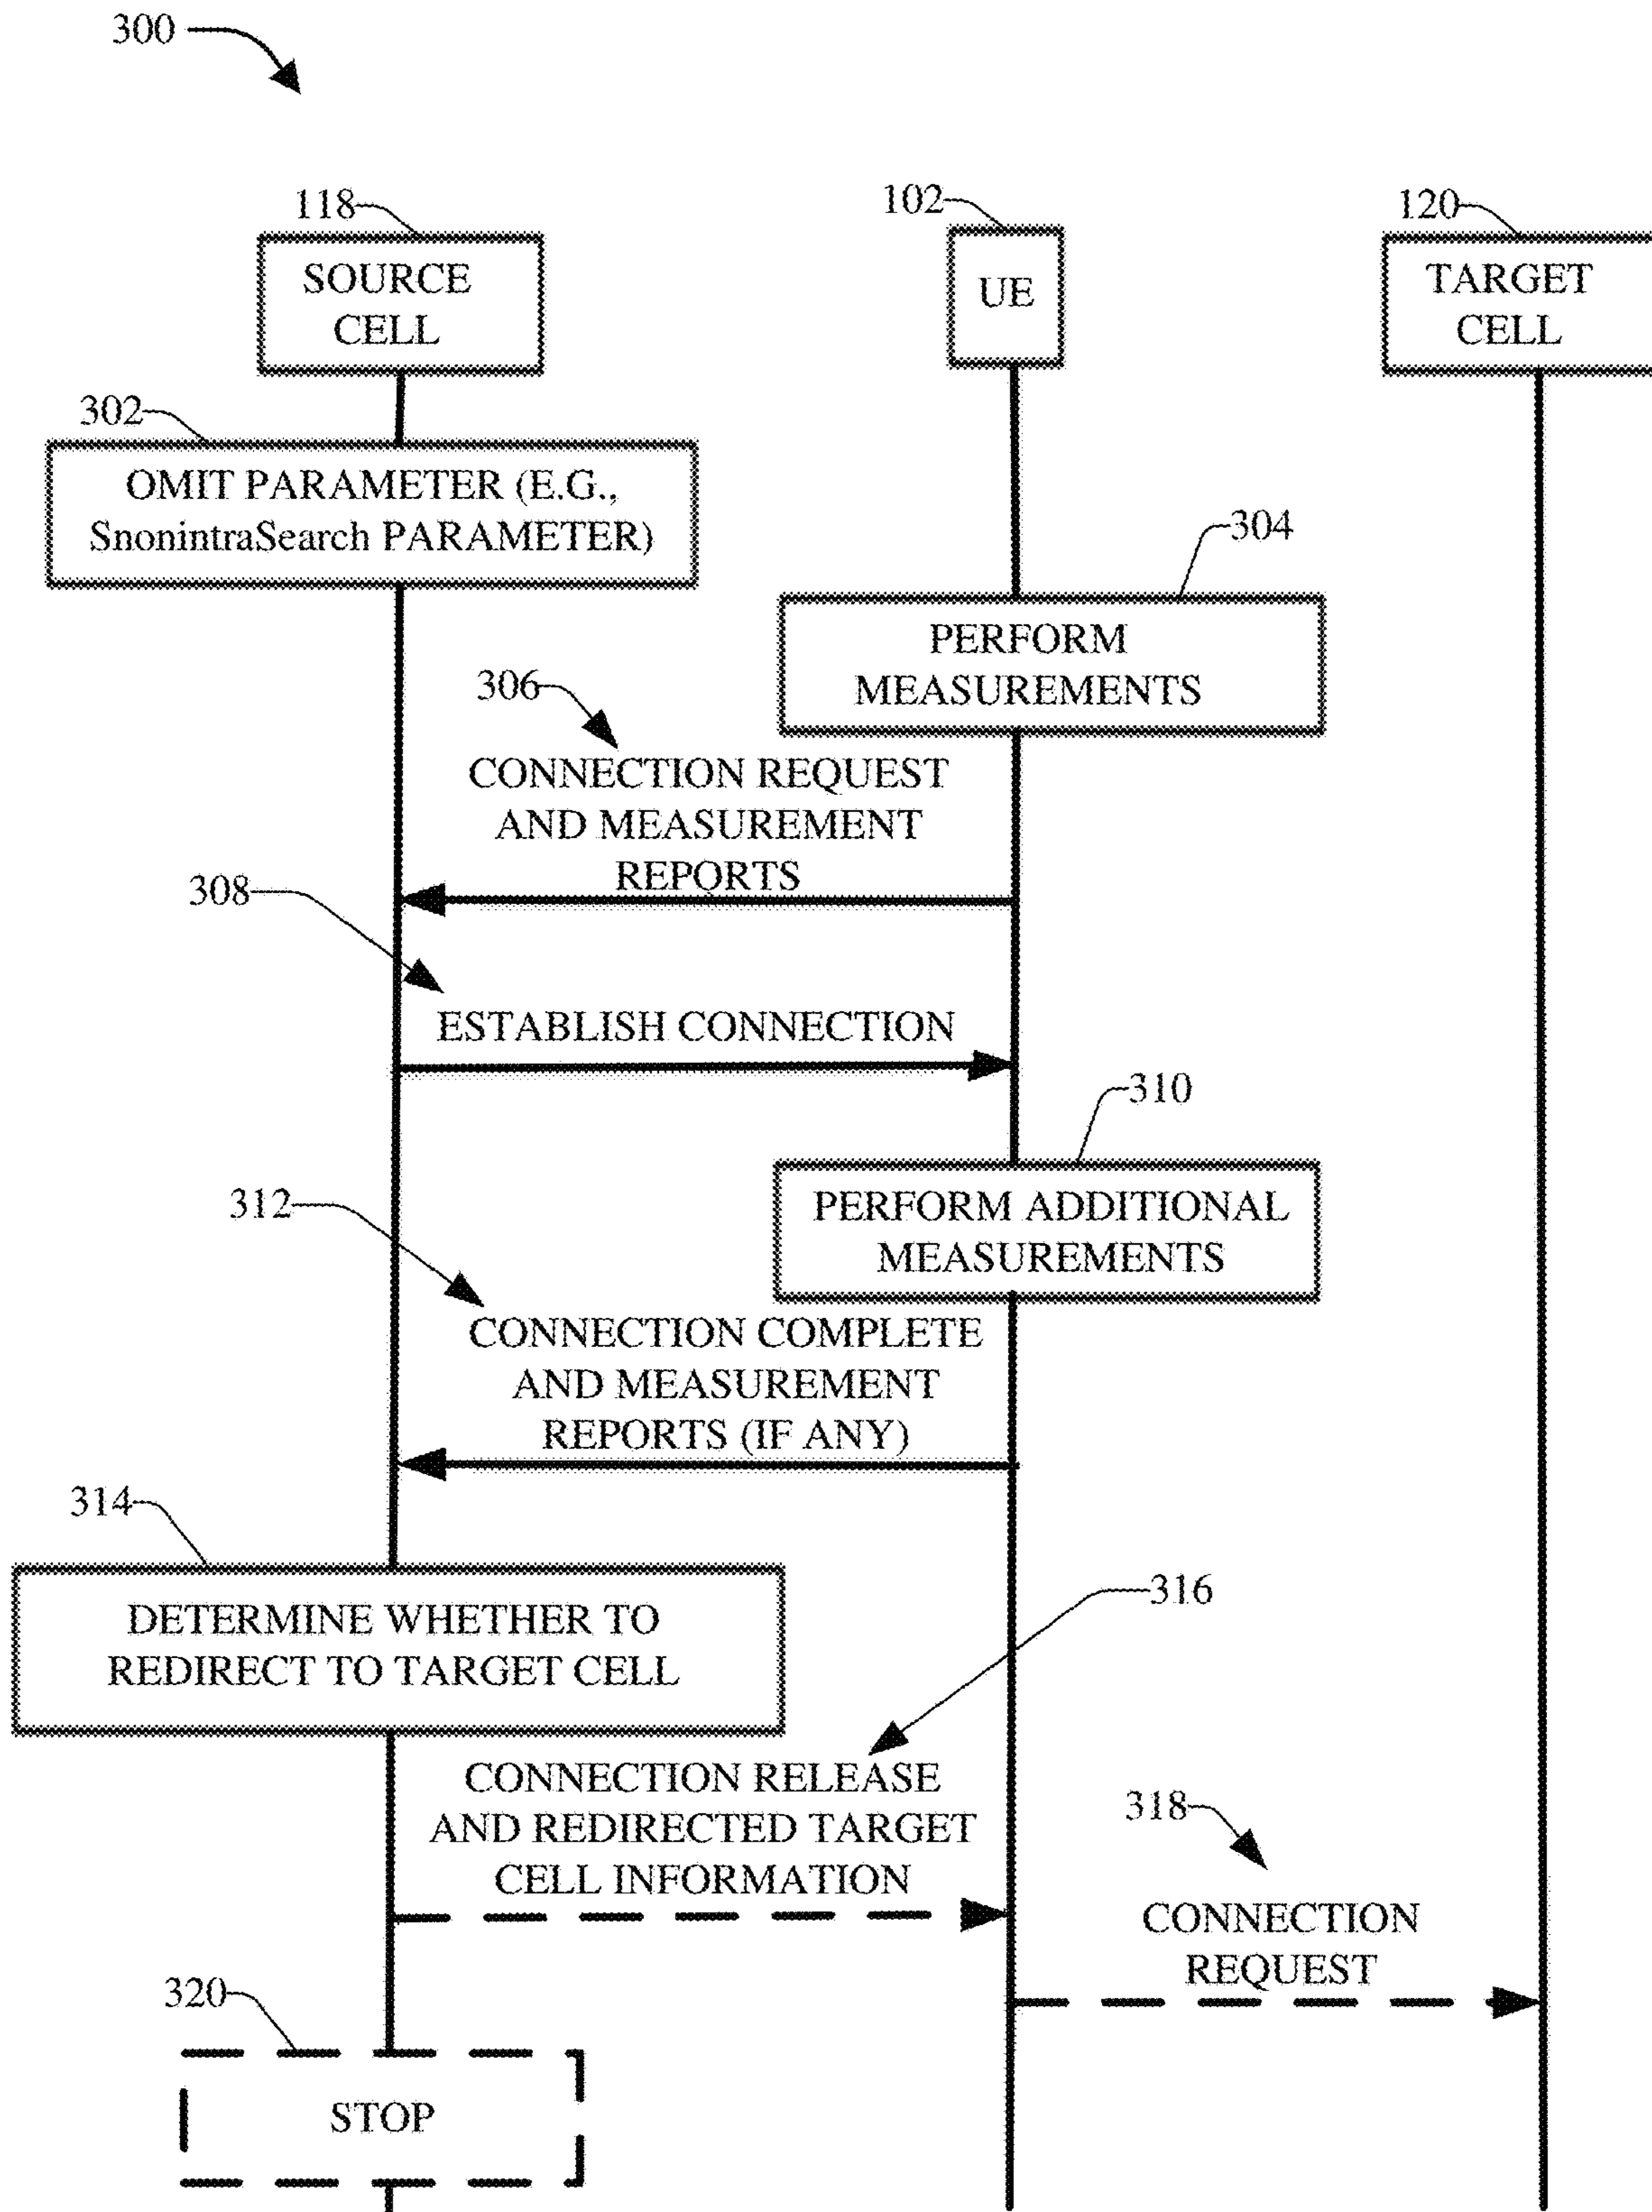 300
118
102
120
SOURCE
CELL
UE
TARGET
CELL
302
OMIT PARAMETER (E.G.,
SnonintraSearch PARAMETER)
304
PERFORM
MEASUREMENTS
306
CONNECTION REQUEST
AND MEASUREMENT
REPORTS
308
ESTABLISH CONNECTION
310
PERFORM ADDITIONAL
MEASUREMENTS
312
CONNECTION COMPLETE
AND MEASUREMENT
REPORTS (IF ANY)
314
DETERMINE WHETHER TO
REDIRECT TO TARGET CELL
316
CONNECTION RELEASE
AND REDIRECTED TARGET
CELL INFORMATION
318
CONNECTION
REQUEST
320
STOP